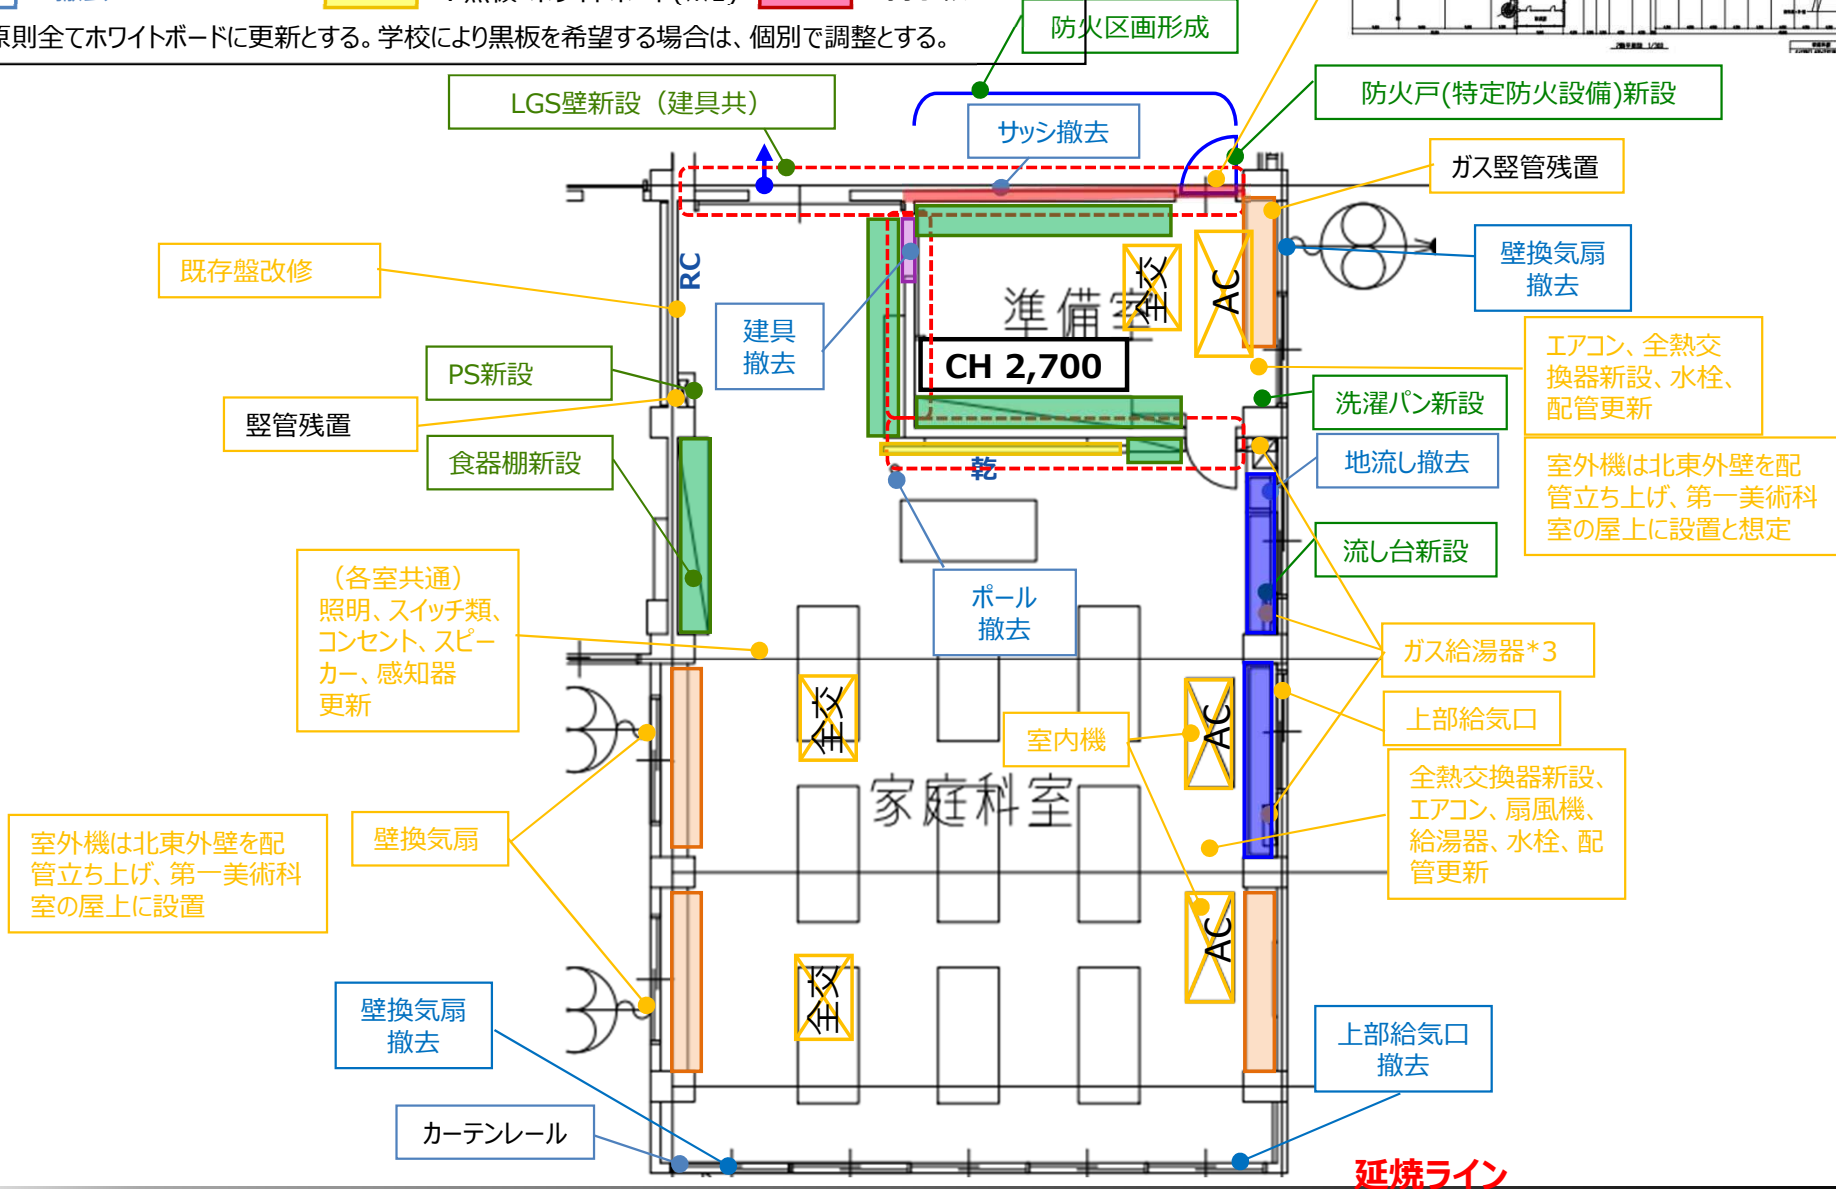 原則全てホワイトボードに更新とする。学校により黒板を希望する場合は、個別で調整とする。
防火区画形成
LGS壁新設（建具共）
サッシ撤去
防火戸(特定防火設備)新設
ガス竪管残置
既存盤改修
RC
建具
撤去
全交
AC
準備室
CH 2,700
壁換気扇
撤去
エアコン、全熱交
換器新設、水栓、
配管更新
PS新設
竪管残置
洗濯パン新設
食器棚新設
乾
地流し撤去
室外機は北東外壁を配
管立ち上げ、第一美術科
室の屋上に設置と想定
流し台新設
（各室共通）
照明、スイッチ類、
コンセント、スピー
カー、感知器
更新
ポール
撤去
ガス給湯器*3
全交
室内機
AC
上部給気口
家庭科室
全熱交換器新設、
エアコン、扇風機、
給湯器、水栓、配
管更新
室外機は北東外壁を配
管立ち上げ、第一美術科
室の屋上に設置
壁換気扇
全交
AC
壁換気扇
撤去
上部給気口
撤去
カーテンレール
延焼ライン